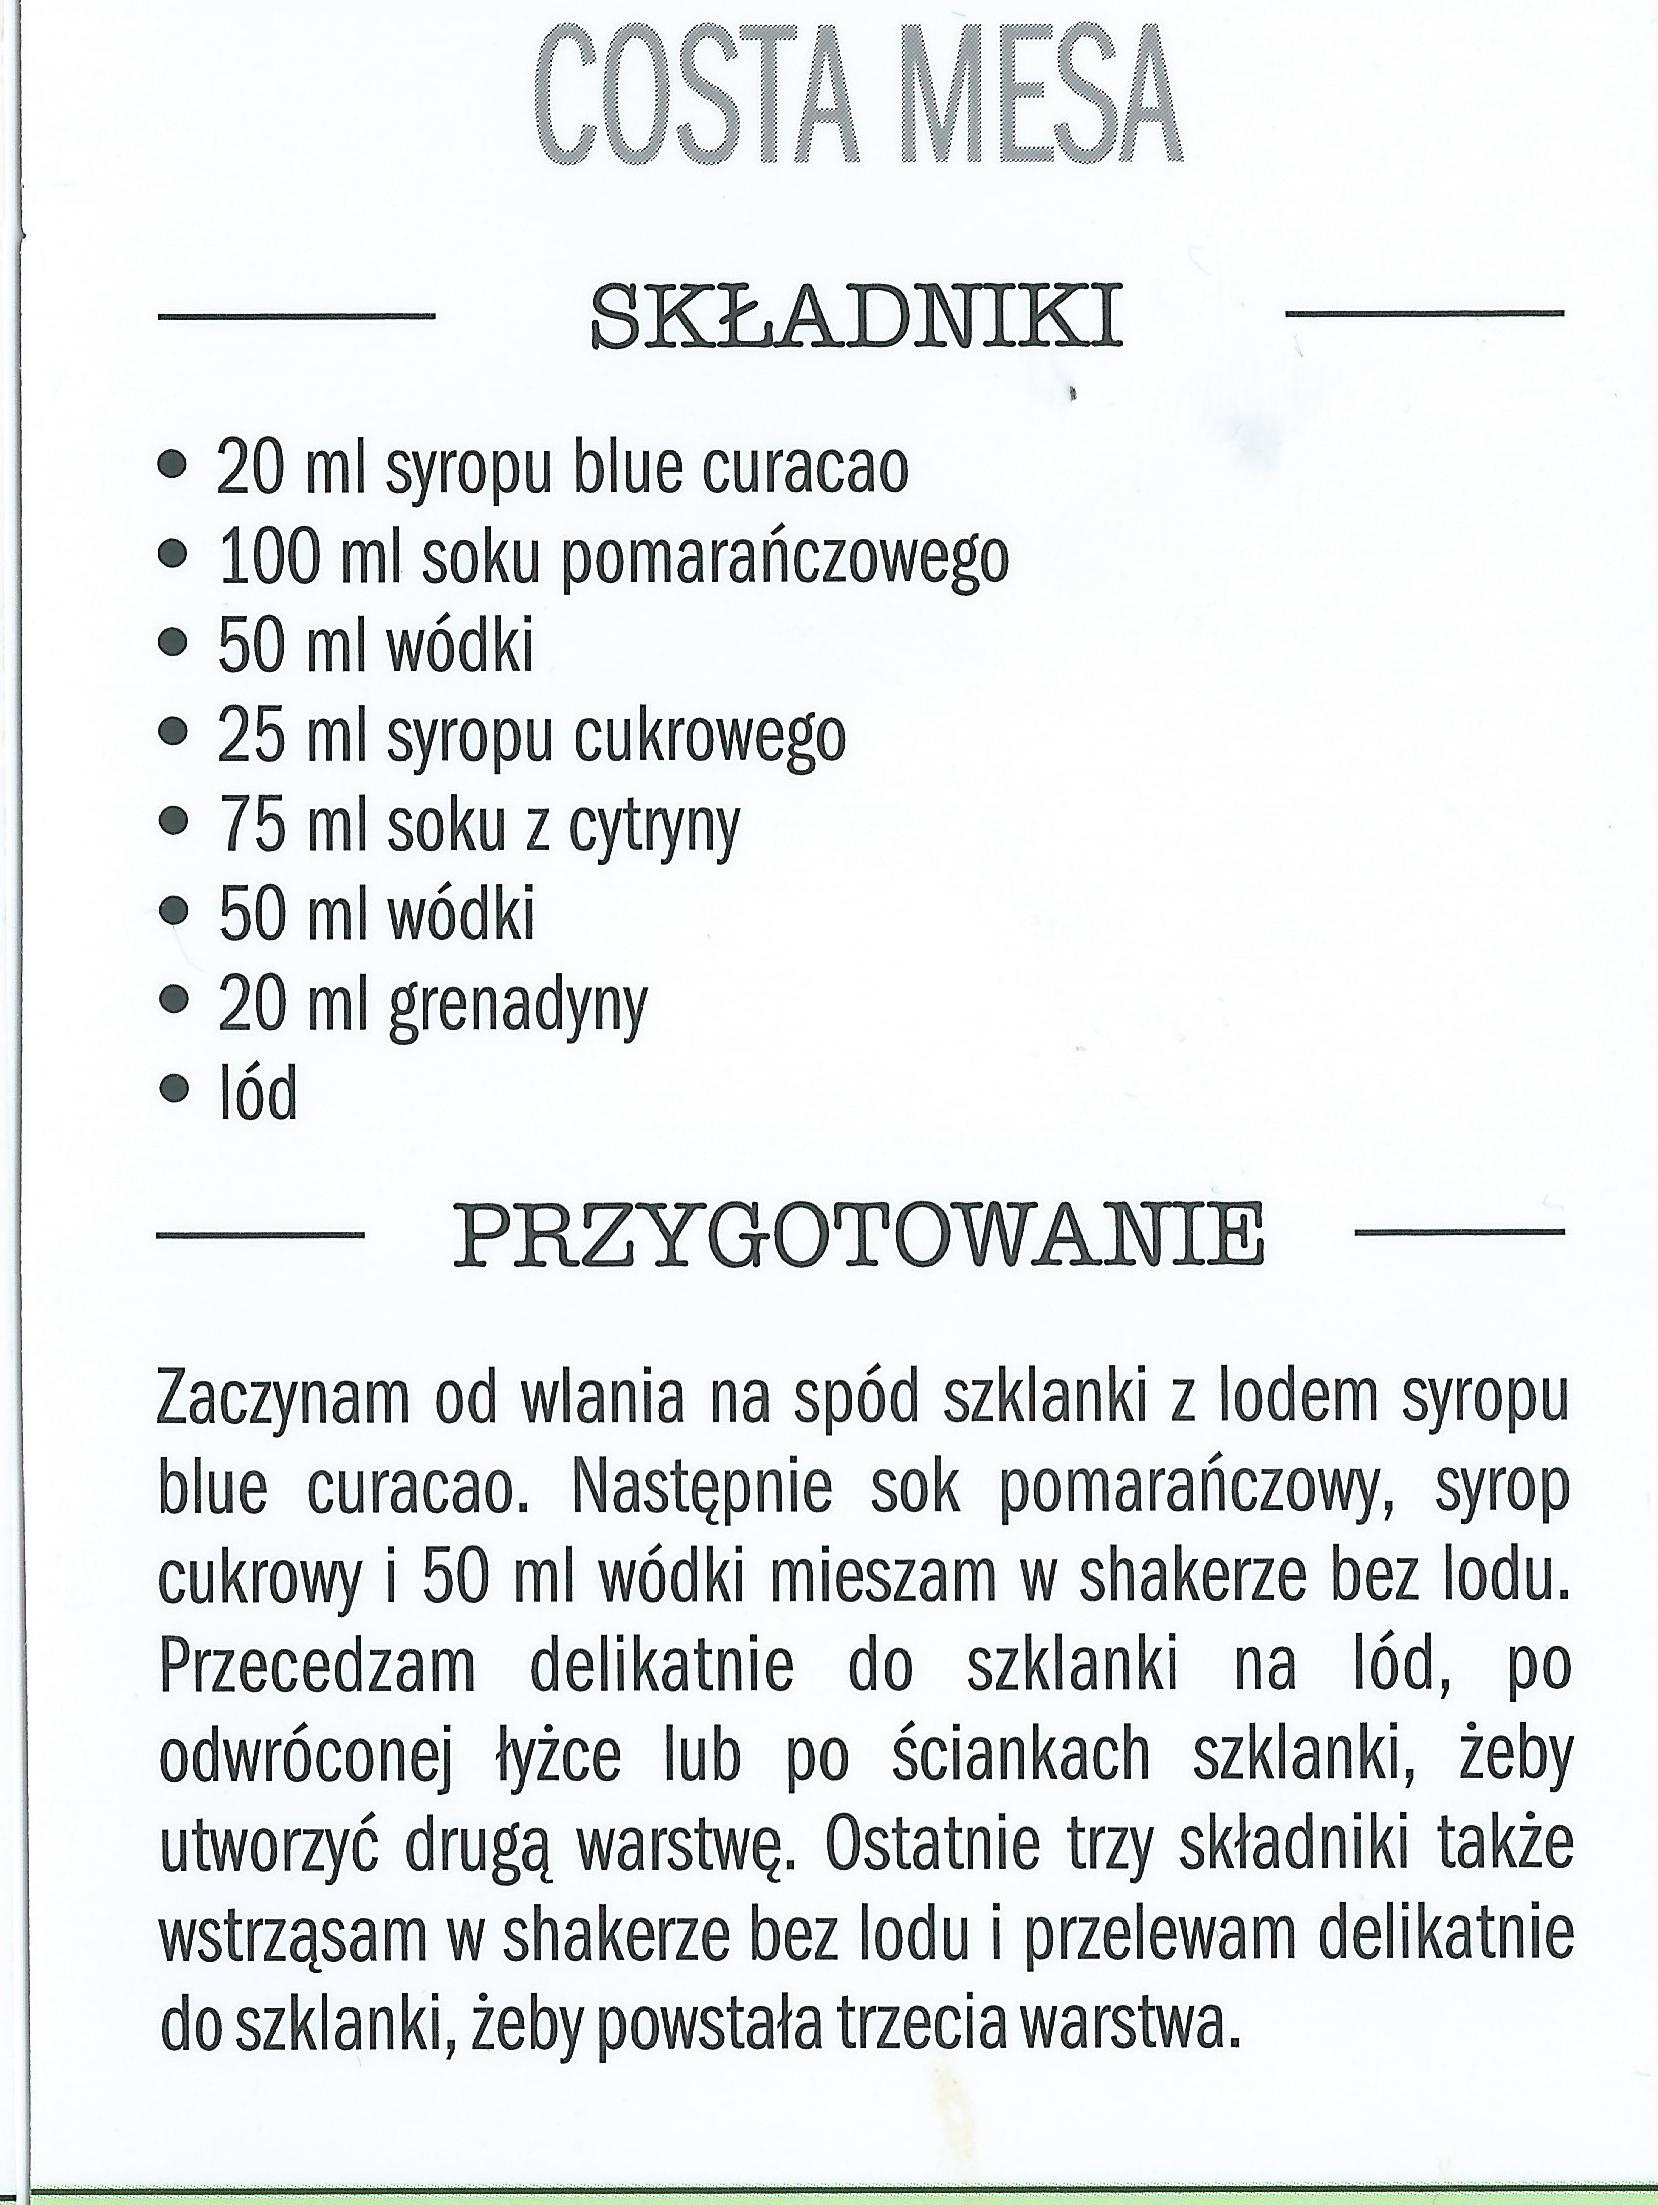 COSTA MESA
SKŁADNIKI
• 20 ml syropu blue curacao
• 100 ml soku pomarańczowego
• 50 ml wódki
• 25 ml syropu cukrowego
• 75 ml soku z cytryny
• 50 ml wódki
• 20 ml grenadyny
• lód
PRZYGOTOWANIE
Zaczynam od wlania na spód szklanki z lodem syropu
blue curacao. Następnie sok pomarańczowy, syrop
cukrowy i 50 ml wódki mieszam w shakerze bez lodu.
Przecedzam delikatnie do szklanki na lód, po
odwróconej łyżce lub po ściankach szklanki, żeby
utworzyć drugą warstwę. Ostatnie trzy składniki także
wstrząsam w shakerze bez lodu i przelewam delikatnie
do szklanki, żeby powstała trzecia warstwa.